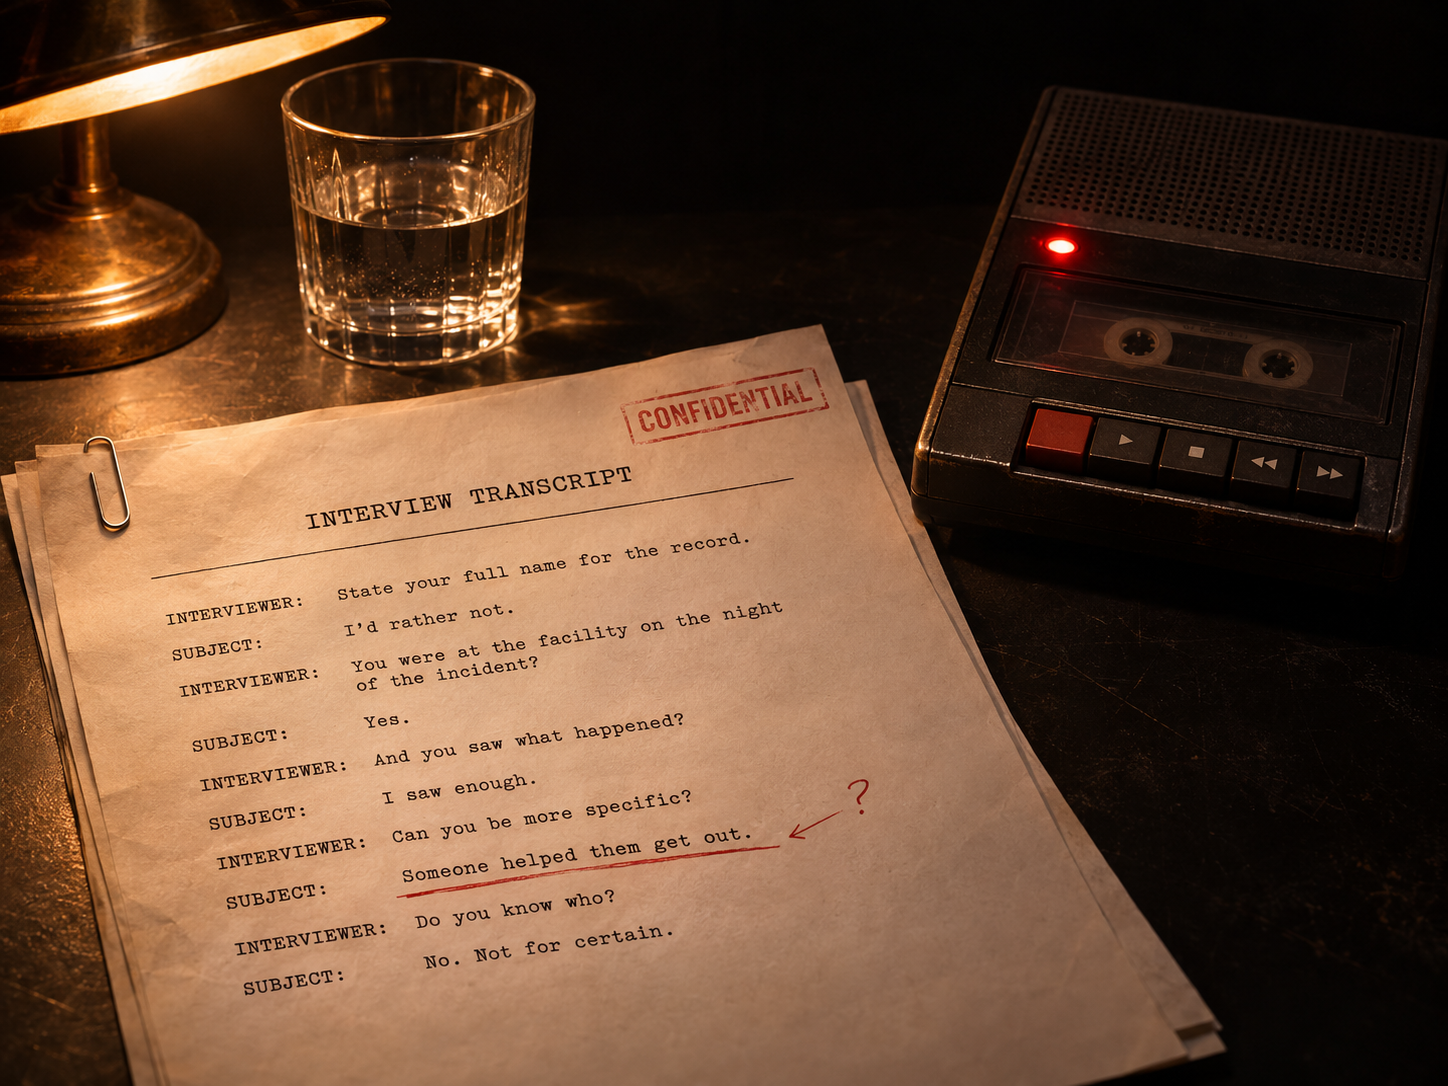 CONFIDENTIAL
INTERVIEW TRANSCRIPT
INTERVIEWER: State your full name for the record.
SUBJECT: I'd rather not.
INTERVIEWER: You were at the facility on the night
of the incident?
SUBJECT: Yes.
INTERVIEWER: And you saw what happened?
SUBJECT: I saw enough.
INTERVIEWER: Can you be more specific?
SUBJECT: Someone helped them get out.
?
INTERVIEWER: Do you know who?
SUBJECT: No. Not for certain.